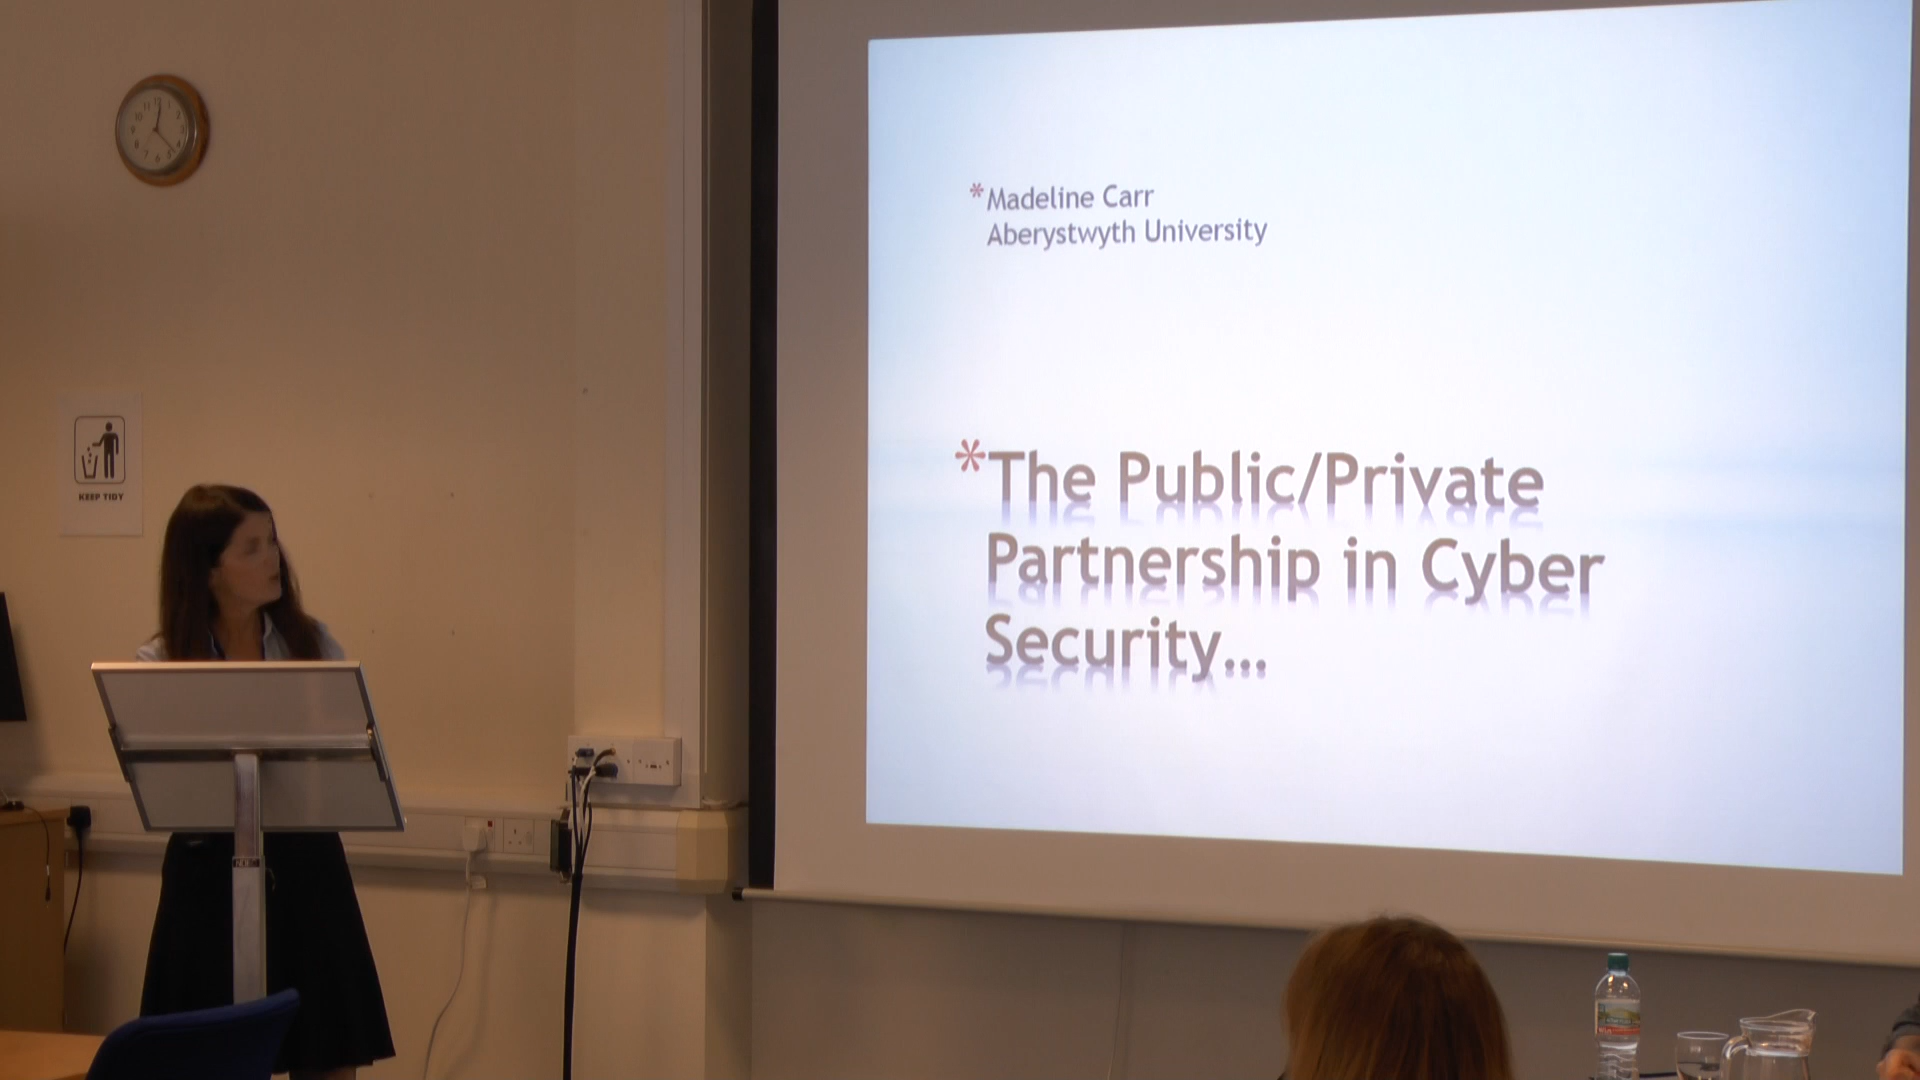 KEEP TIDY
*Madeline Carr
Aberystwyth University
*The Public/Private
Partnership in Cyber
Security...